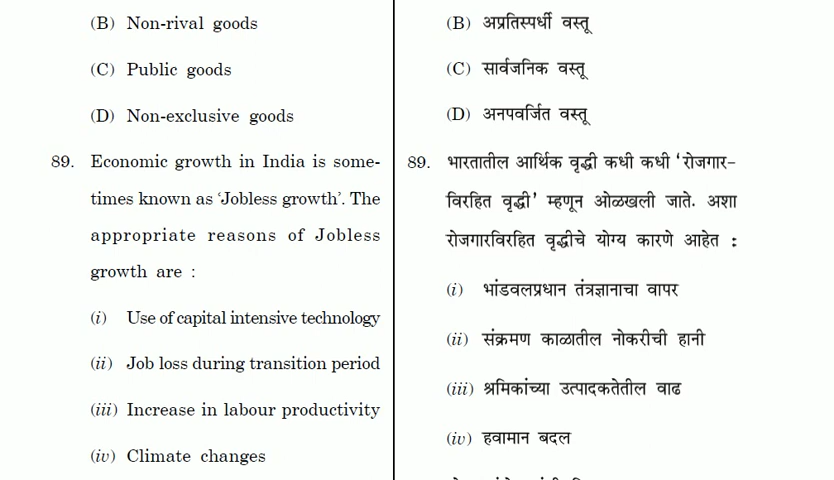 (B) Non-rival goods
(C) Public goods
(D) Non-exclusive goods
89. Economic growth in India is some-
times known as ‘Jobless growth’. The
appropriate reasons of Jobless
growth are :
(i) Use of capital intensive technology
(ii) Job loss during transition period
(iii) Increase in labour productivity
(iv) Climate changes
(B) अप्रतिस्पर्धी वस्तू
(C) सार्वजनिक वस्तू
(D) अनपवर्जित वस्तू
89. भारतातील आर्थिक वृद्धी कधी कधी ‘रोजगार-
विरहित वृद्धी’ म्हणून ओळखली जाते. अशा
रोजगारविरहित वृद्धीचे योग्य कारणे आहेत :
(i) भांडवलप्रधान तंत्रज्ञानाचा वापर
(ii) संक्रमण काळातील नोकरीची हानी
(iii) श्रमिकांच्या उत्पादकतेतील वाढ
(iv) हवामान बदल